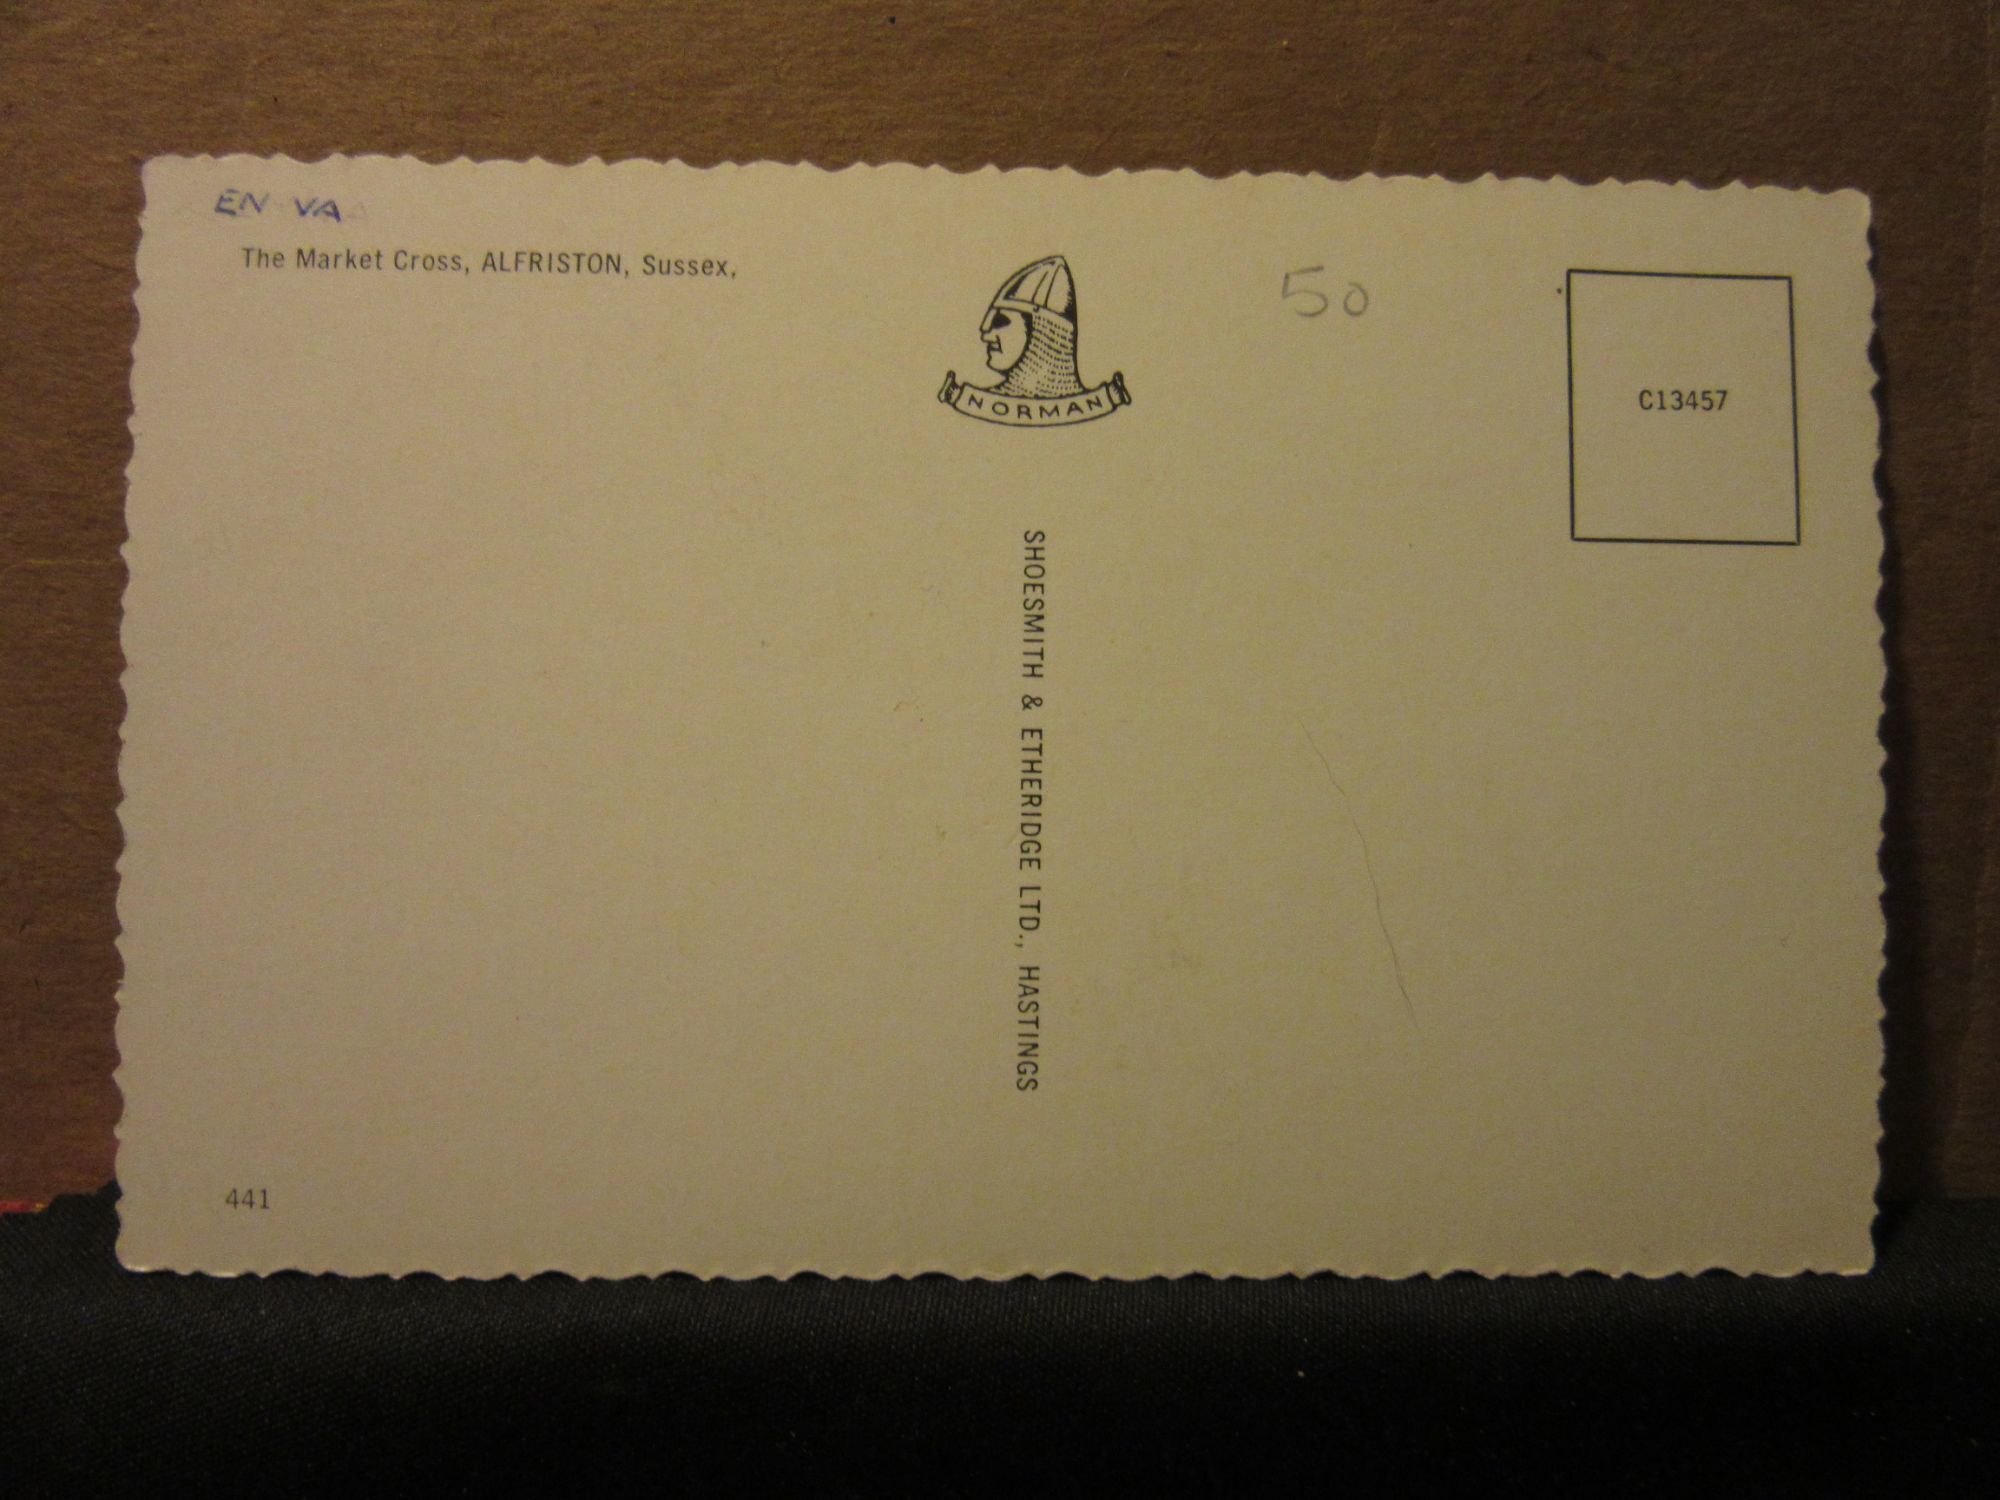 EN VA
The Market Cross, ALFRISTON, Sussex,
NORMAN
50
C13457
SHOESMITH & ETHERIDGE LTD., HASTINGS
441